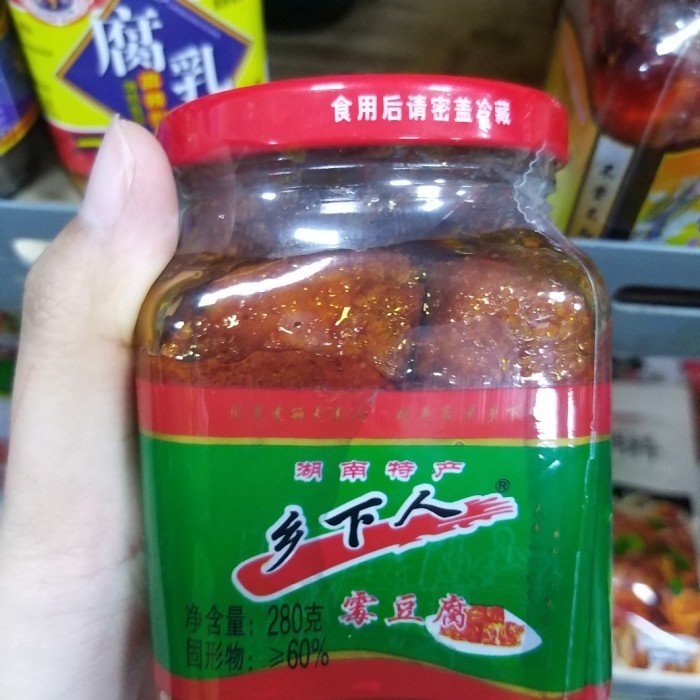 腐乳
食用后请密盖冷藏
湖南特产
乡下人®
霉豆腐
净含量：280克
固形物：≥60%